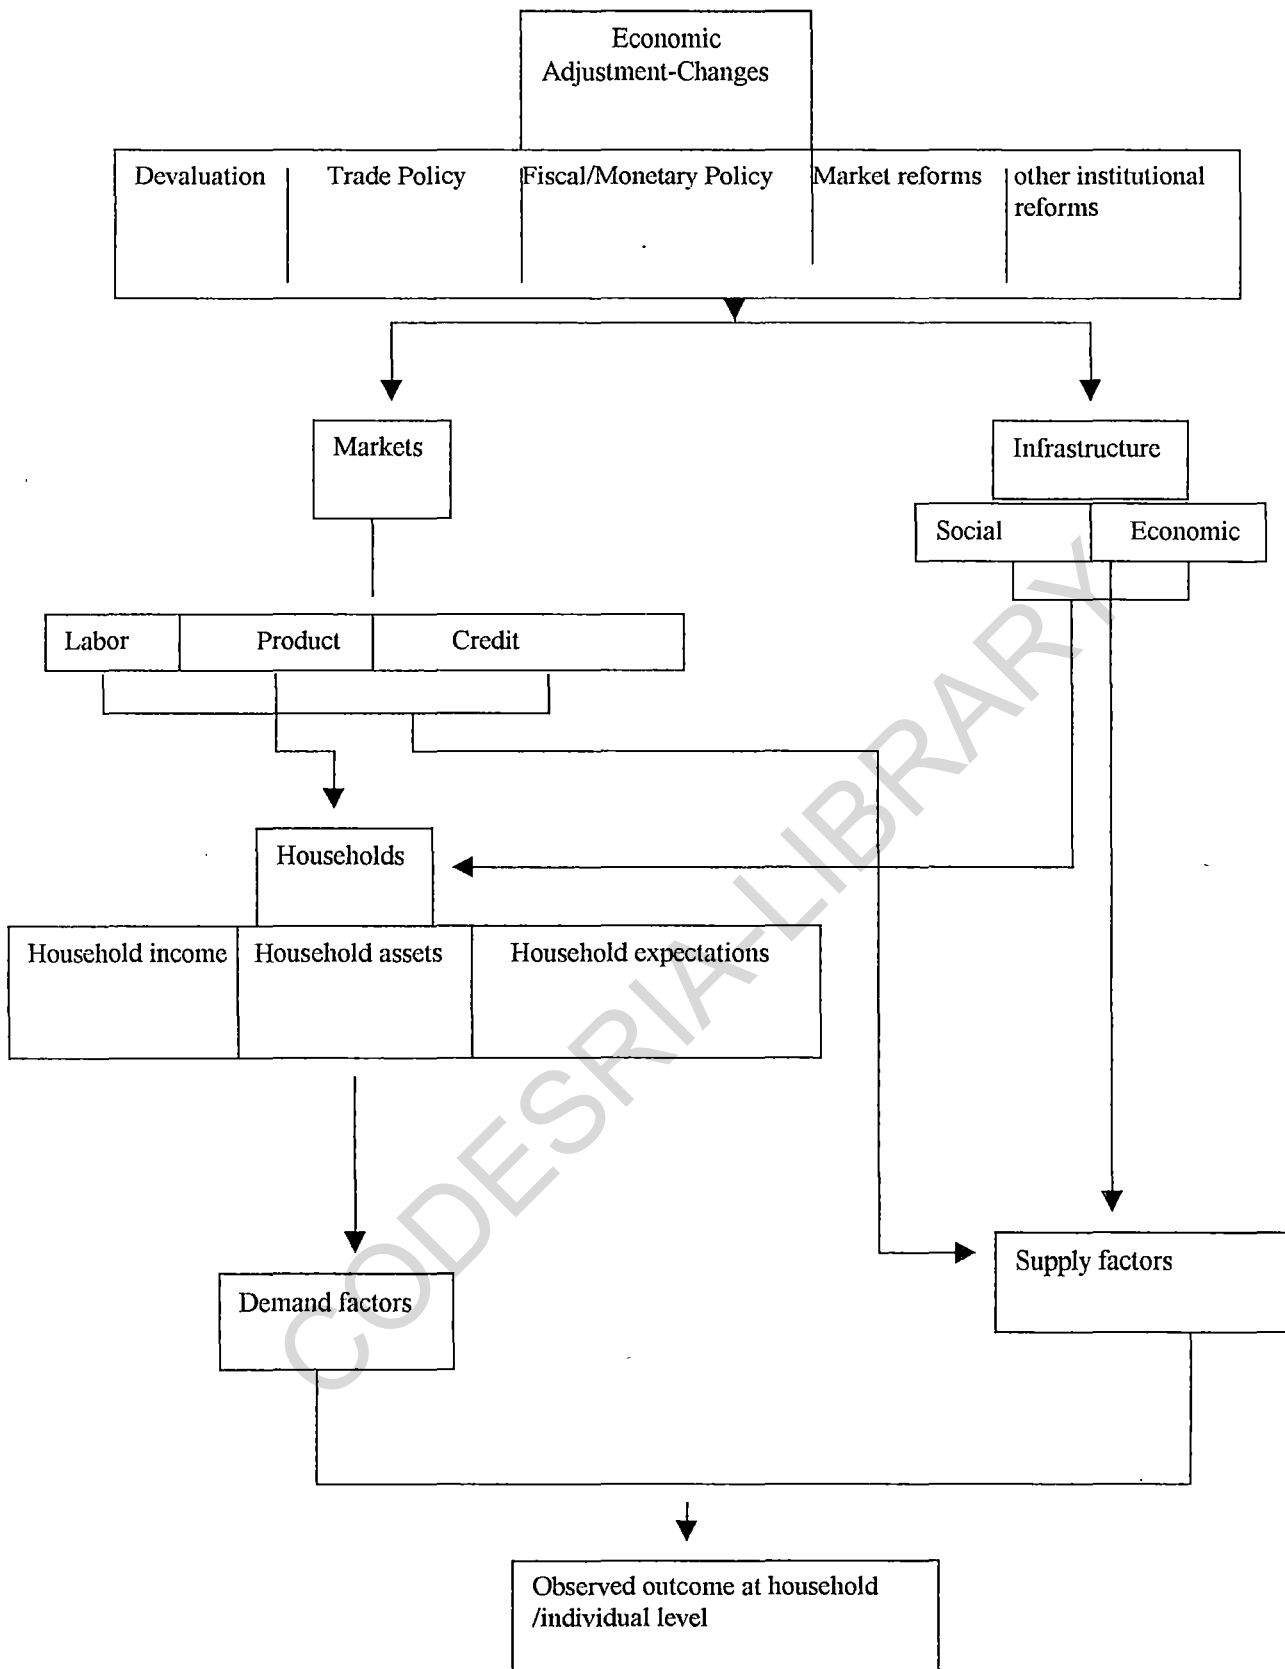 Economic
Adjustment-Changes
Devaluation Trade Policy Fiscal/Monetary Policy Market reforms other institutional
reforms
Markets
Infrastructure
Social Economic
Labor Product Credit
Households
Household income Household assets Household expectations
Supply factors
Demand factors
Observed outcome at household
/individual level
CODESRIA-LIBRARY